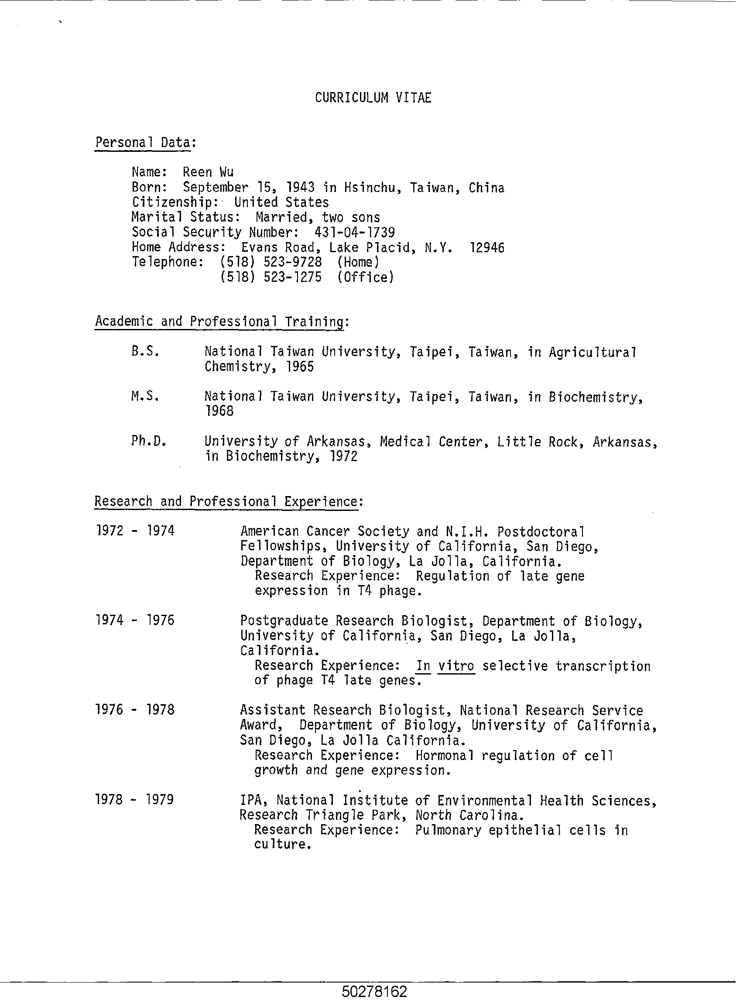 CURRICULUM VITAE
Personal Data:
Name: Reen Wu
Born: September 15, 1943 in Hsinchu, Taiwan, China
Citizenship: United States
Marital Status: Married, two sons
Social Security Number: 431-04-1739
Home Address: Evans Road, Lake Placid, N.Y. 12946
Telephone: (518) 523-9728 (Home)
(518) 523-1275 (Office)
Academic and Professional Training:
B.S. National Taiwan University, Taipei, Taiwan, in Agricultural
Chemistry, 1965
M.S. National Taiwan University, Taipei, Taiwan, in Biochemistry,
1968
Ph.D. University of Arkansas, Medical Center, Little Rock, Arkansas,
in Biochemistry, 1972
Research and Professional Experience:
1972 - 1974 American Cancer Society and N.I.H. Postdoctoral
Fellowships, University of California, San Diego,
Department of Biology, La Jolla, California.
Research Experience: Regulation of late gene
expression in T4 phage.
1974 - 1976 Postgraduate Research Biologist, Department of Biology,
University of California, San Diego, La Jolla,
California.
Research Experience: In vitro selective transcription
of phage T4 late genes.
1976 - 1978 Assistant Research Biologist, National Research Service
Award, Department of Biology, University of California,
San Diego, La Jolla California.
Research Experience: Hormonal regulation of cell
growth and gene expression.
1978 - 1979 IPA, National Institute of Environmental Health Sciences,
Research Triangle Park, North Carolina.
Research Experience: Pulmonary epithelial cells in
culture.
50278162